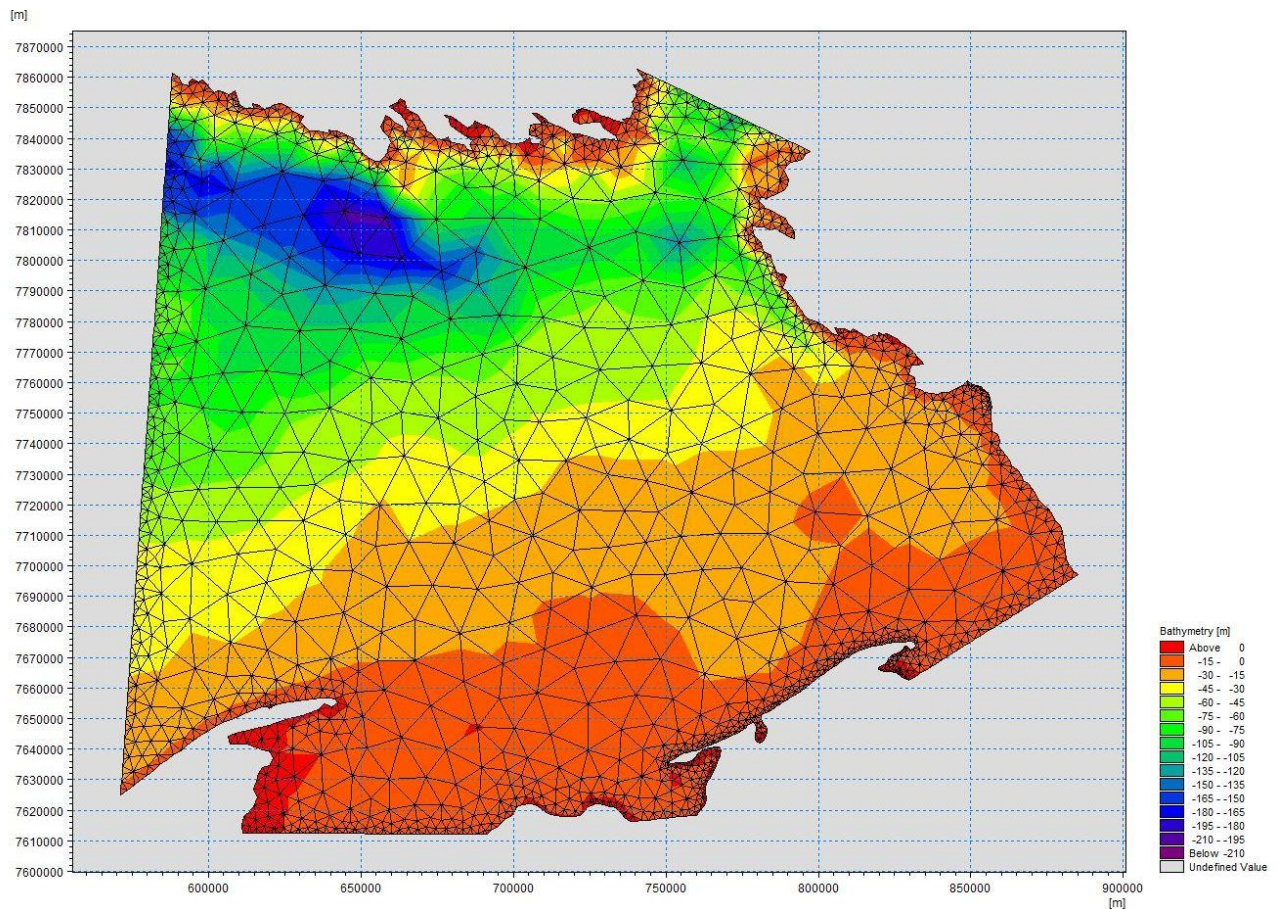 [m]
7870000
7860000
7850000
7840000
7830000
7820000
7810000
7800000
7790000
7780000
7770000
7760000
7750000
7740000
7730000
7720000
7710000
7700000
7690000
7680000
7670000
7660000
7650000
7640000
7630000
7620000
7610000
7600000
600000 650000 700000 750000 800000 850000 900000
[m]
Bathymetry [m]
Above 0
-15 - 0
-30 - -15
-45 - -30
-60 - -45
-75 - -60
-90 - -75
-105 - -90
-120 - -105
-135 - -120
-150 - -135
-165 - -150
-180 - -165
-195 - -180
-210 - -195
Below -210
Undefined Value